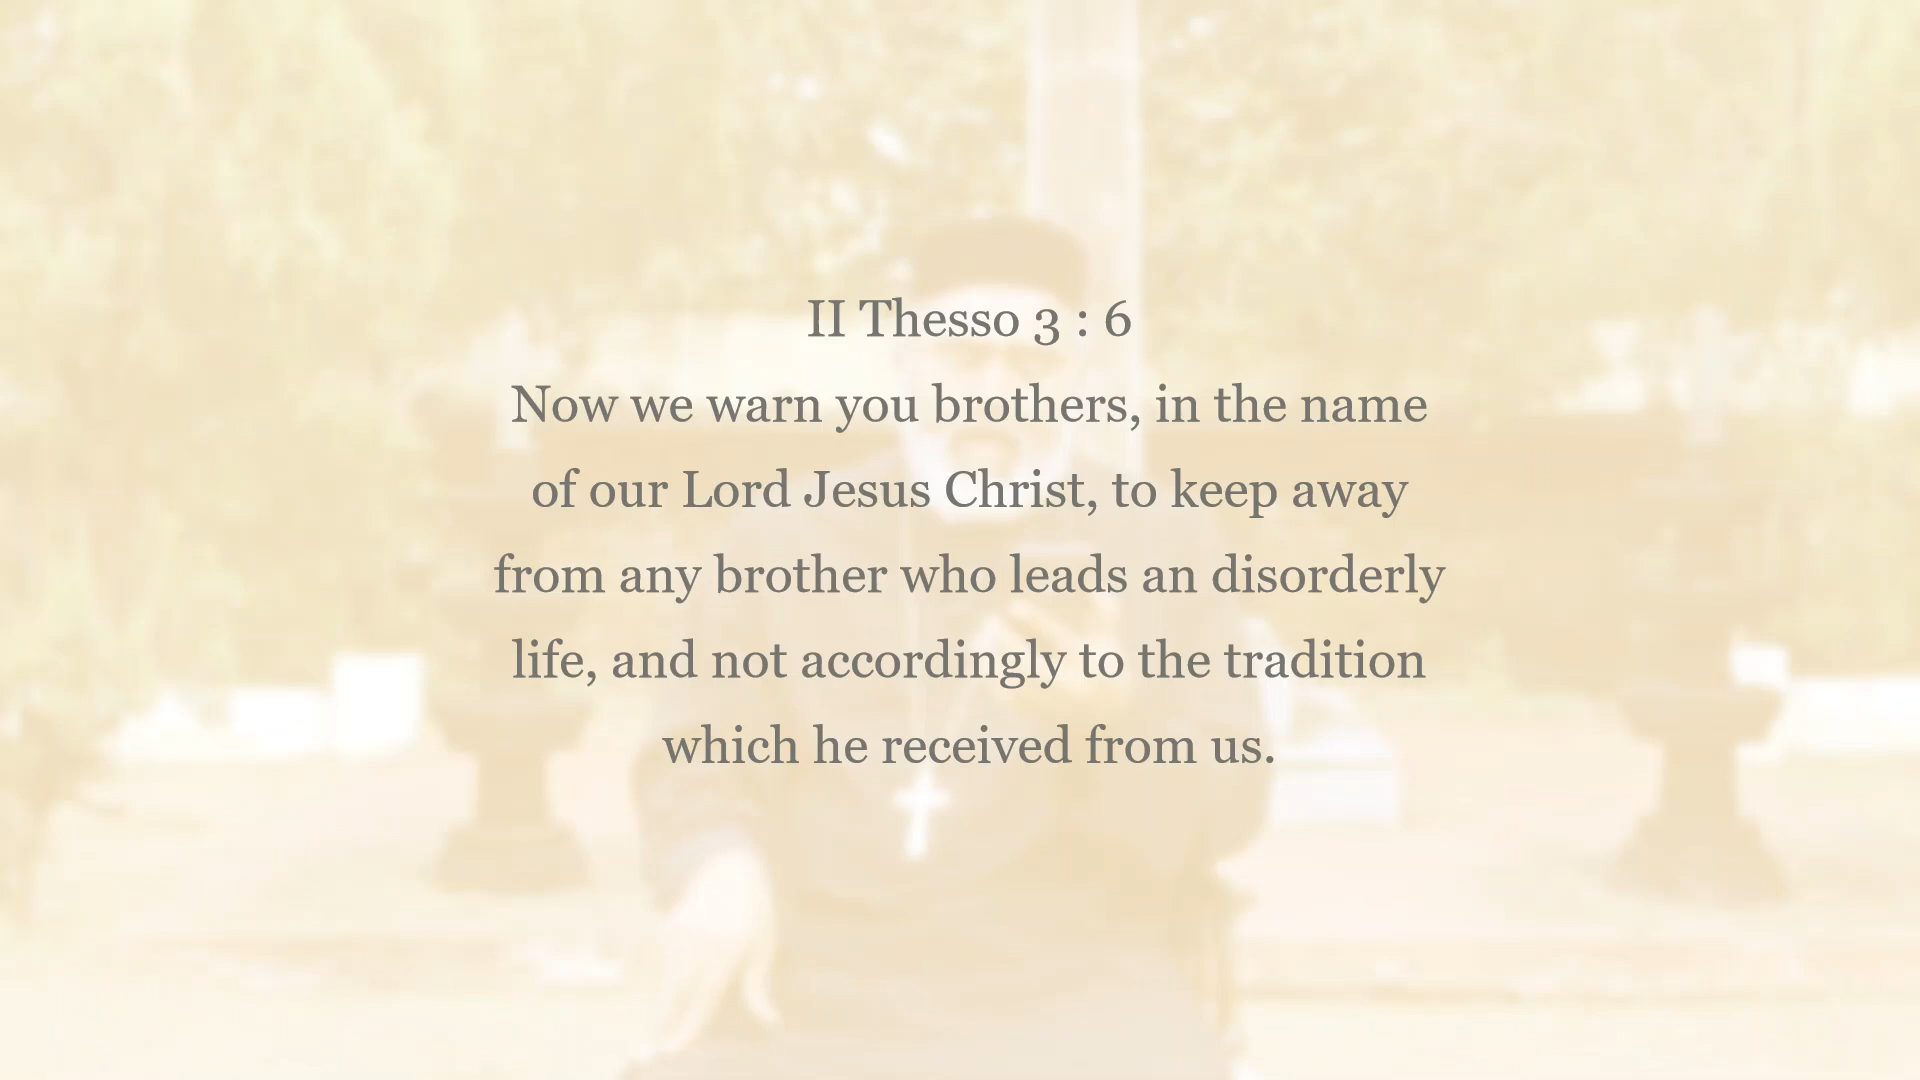 II Thesso 3 : 6
Now we warn you brothers, in the name
of our Lord Jesus Christ, to keep away
from any brother who leads an disorderly
life, and not accordingly to the tradition
which he received from us.